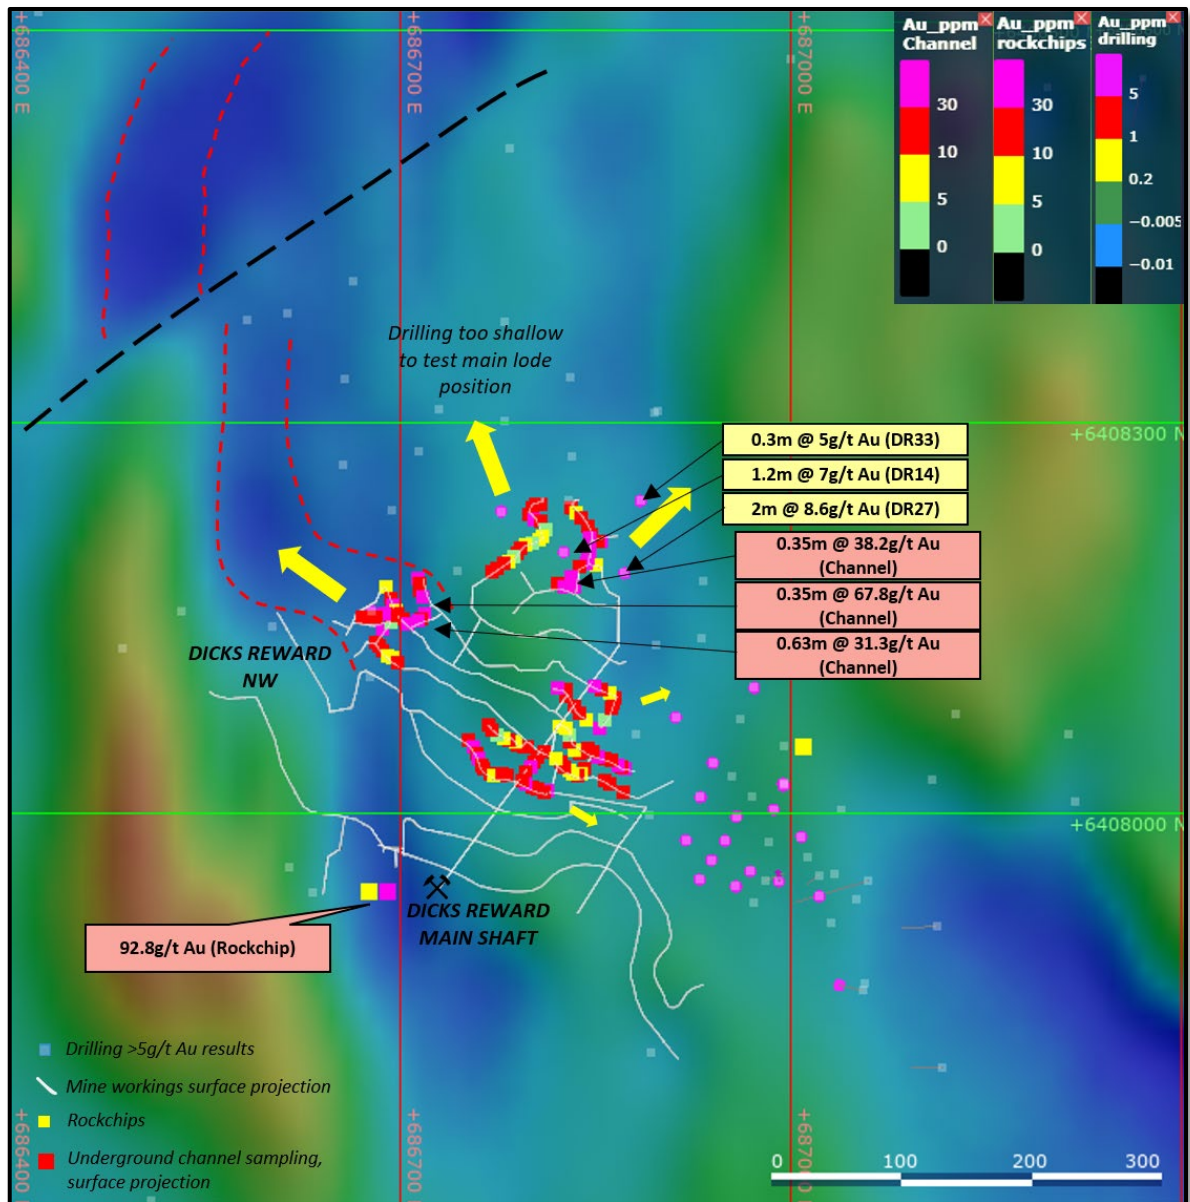 +686400 E
+686700 E
+687000 E
Au_ppm
Channel
30
10
5
0
Au_ppm
rockchips
30
10
5
0
Au_ppm
drilling
5
1
0.2
−0.005
−0.01
Drilling too shallow
to test main lode
position
+6408300 N
0.3m @ 5g/t Au (DR33)
1.2m @ 7g/t Au (DR14)
2m @ 8.6g/t Au (DR27)
0.35m @ 38.2g/t Au
(Channel)
0.35m @ 67.8g/t Au
(Channel)
0.63m @ 31.3g/t Au
(Channel)
DICKS REWARD
NW
+6408000 N
DICKS REWARD
MAIN SHAFT
92.8g/t Au (Rockchip)
Drilling >5g/t Au results
Mine workings surface projection
Rockchips
Underground channel sampling,
surface projection
+686400 E
+686700 E
+687000 E
0 100 200 300